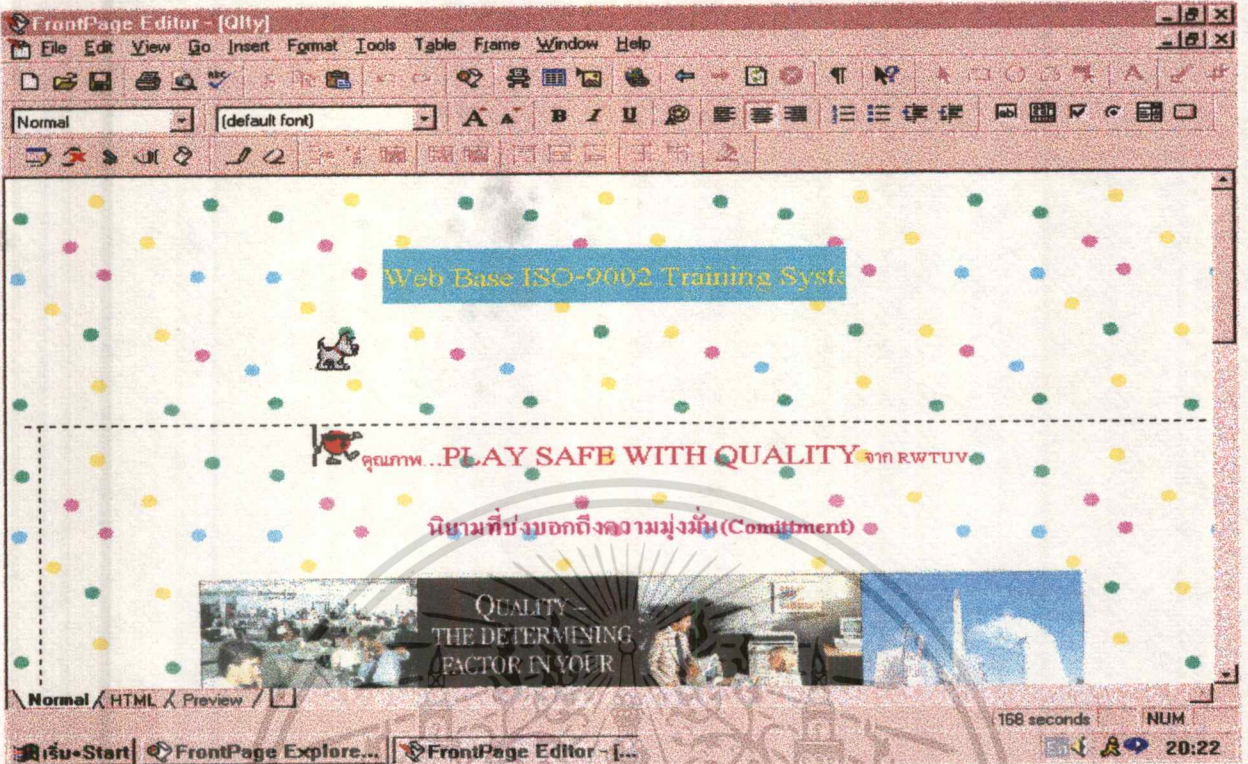 FrontPage Editor - [Qlty]
File Edit View Go Insert Format Tools Table Frame Window Help
Normal (default font) A A B I U
Web Base ISO-9002 Training Syste
คุณภาพ...PLAY SAFE WITH QUALITY จาก RWTUV
นิยามที่บ่งบอกถึงความมุ่งมั่น(Comittment)
QUALITY –
THE DETERMINING
FACTOR IN YOUR
Normal HTML Preview
168 seconds NUM
เริ่ม•Start FrontPage Explore... FrontPage Editor - [... En 20:22